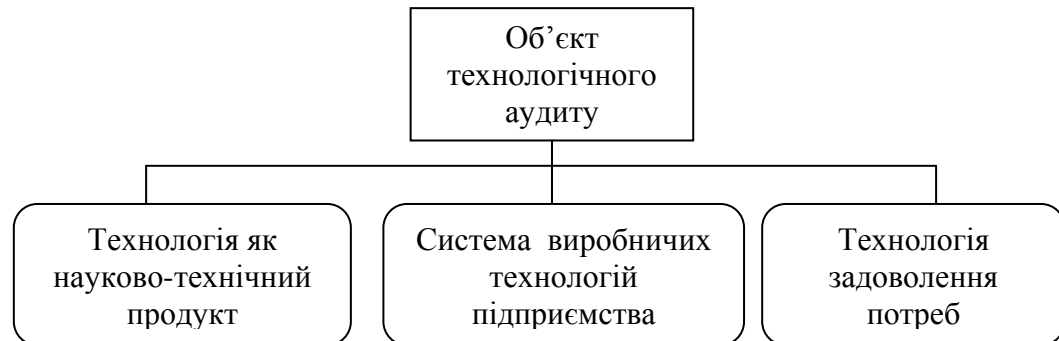 Об’єкт
технологічного
аудиту
Технологія як
науково-технічний
продукт
Система виробничих
технологій
підприємства
Технологія
задоволення
потреб